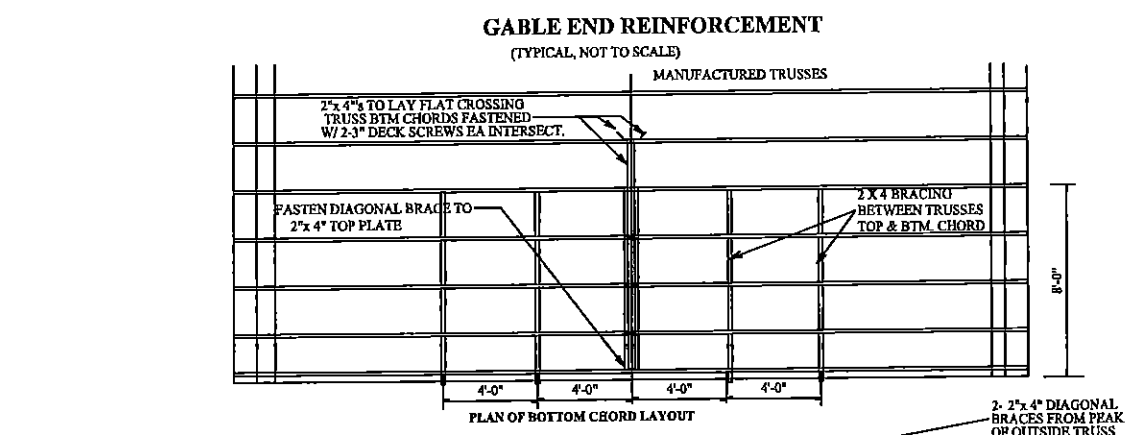 GABLE END REINFORCEMENT
(TYPICAL, NOT TO SCALE)
MANUFACTURED TRUSSES
2"x 4"'s TO LAY FLAT CROSSING
TRUSS BTM CHORDS FASTENED
W/ 2-3" DECK SCREWS EA INTERSECT.
FASTEN DIAGONAL BRACE TO
2"x 4" TOP PLATE
2 X 4 BRACING
BETWEEN TRUSSES
TOP & BTM. CHORD
8'-0"
4'-0"
4'-0"
4'-0"
4'-0"
PLAN OF BOTTOM CHORD LAYOUT
2- 2"x 4" DIAGONAL
BRACES FROM PEAK
OF OUTSIDE TRUSS